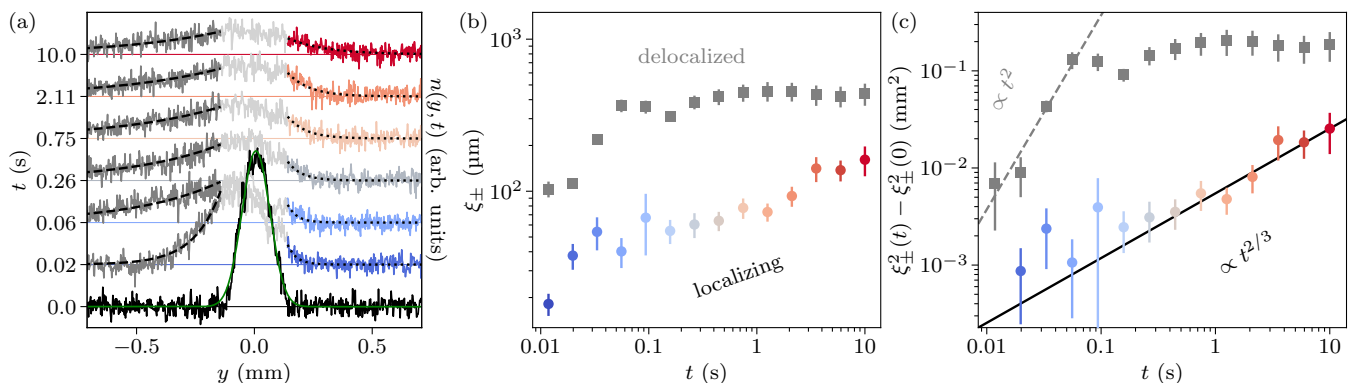 (a)
10.0
2.11
0.75
0.26
0.06
0.02
0.0
t (s)
−0.5
0.0
0.5
y (mm)
n(y, t) (arb. units)
(b)
10³
10²
ξ± (µm)
delocalized
localizing
0.01
0.1
1
10
t (s)
(c)
10⁻¹
10⁻²
10⁻³
ξ²±(t) − ξ²±(0) (mm²)
∝ t²
∝ t²ᐟ³
0.01
0.1
1
10
t (s)